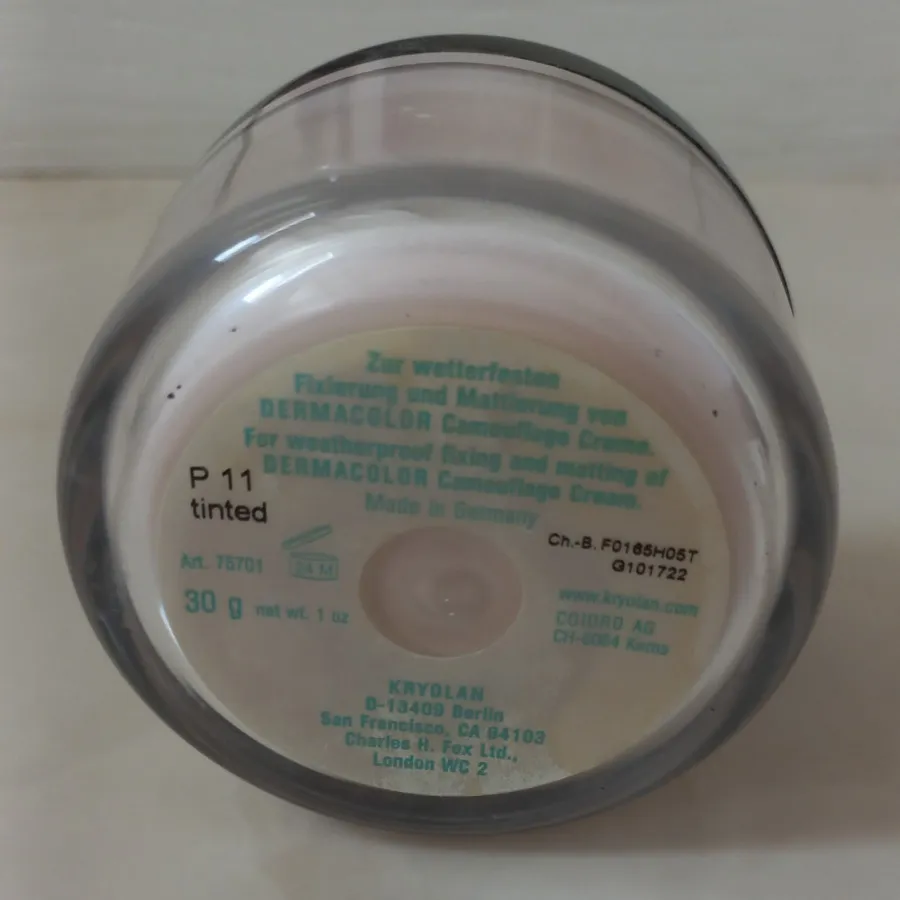 Zur wetterfesten
Fixierung und Mattierung von
DERMACOLOR Camouflage Creme.
For weatherproof fixing and matting of
DERMACOLOR Camouflage Cream.
Made in Germany
P 11
tinted
Ch.-B. F0165H05T
G101722
Art. 75701
24 M
30 g net wt. 1 oz
www.kryolan.com
COIDRO AG
CH-6064 Kerns
KRYOLAN
D-13409 Berlin
San Francisco, CA 94103
Charles H. Fox Ltd.,
London WC 2